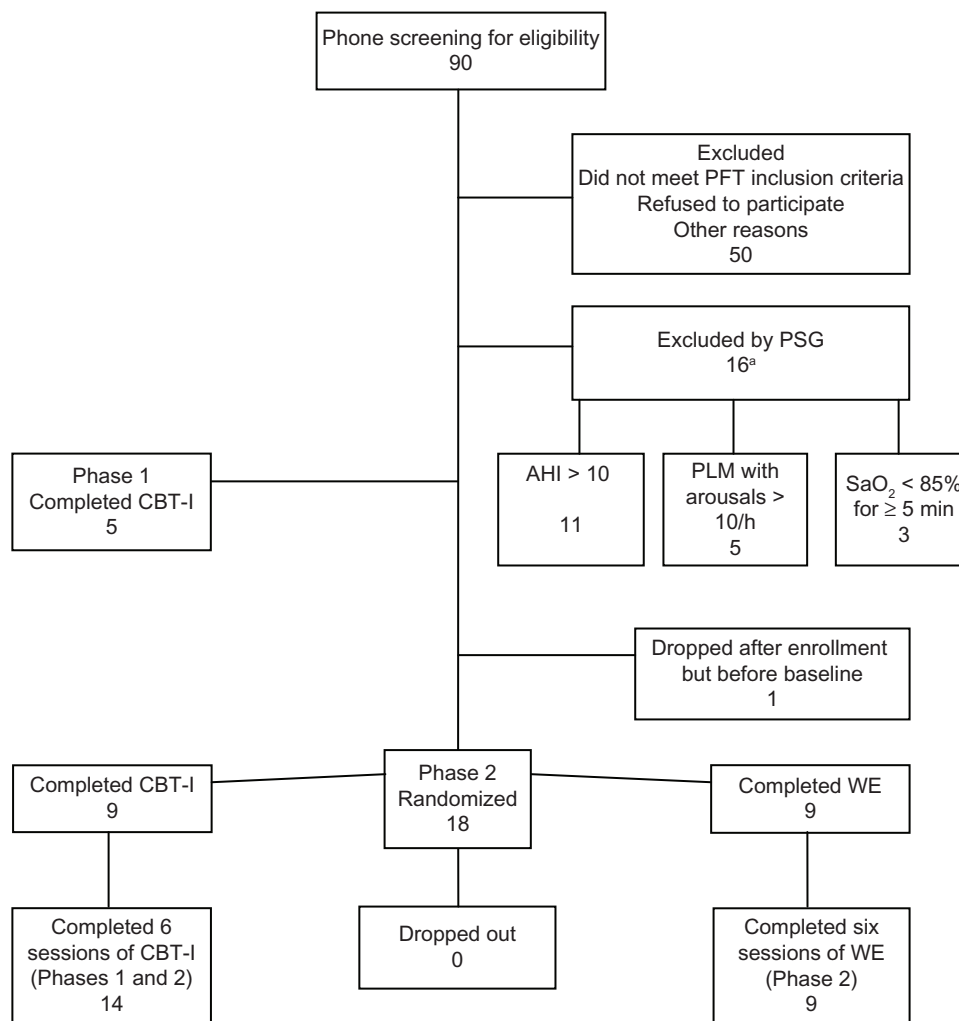 Phone screening for eligibility
90
Excluded
Did not meet PFT inclusion criteria
Refused to participate
Other reasons
50
Excluded by PSG
16ᵃ
AHI > 10
11
PLM with
arousals >
10/h
5
SaO₂ < 85%
for ≥ 5 min
3
Phase 1
Completed CBT-I
5
Dropped after enrollment
but before baseline
1
Phase 2
Randomized
18
Completed CBT-I
9
Completed WE
9
Completed 6
sessions of CBT-I
(Phases 1 and 2)
14
Dropped out
0
Completed six
sessions of WE
(Phase 2)
9